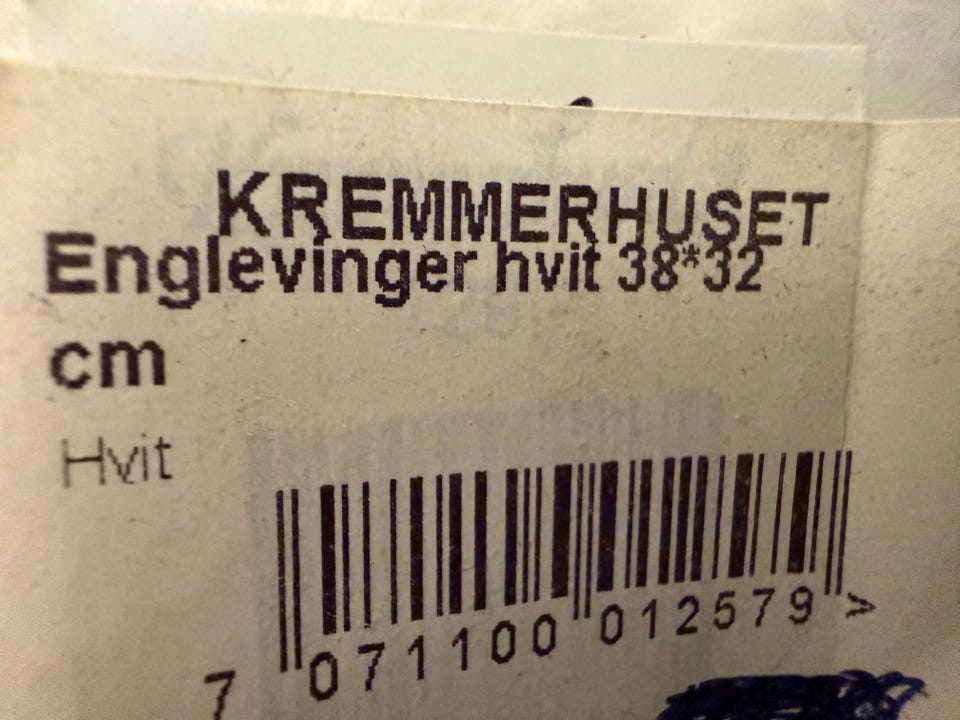 KREMMERHUSET
Englevinger hvit 38*32
cm
Hvit
7 071100 012579 >